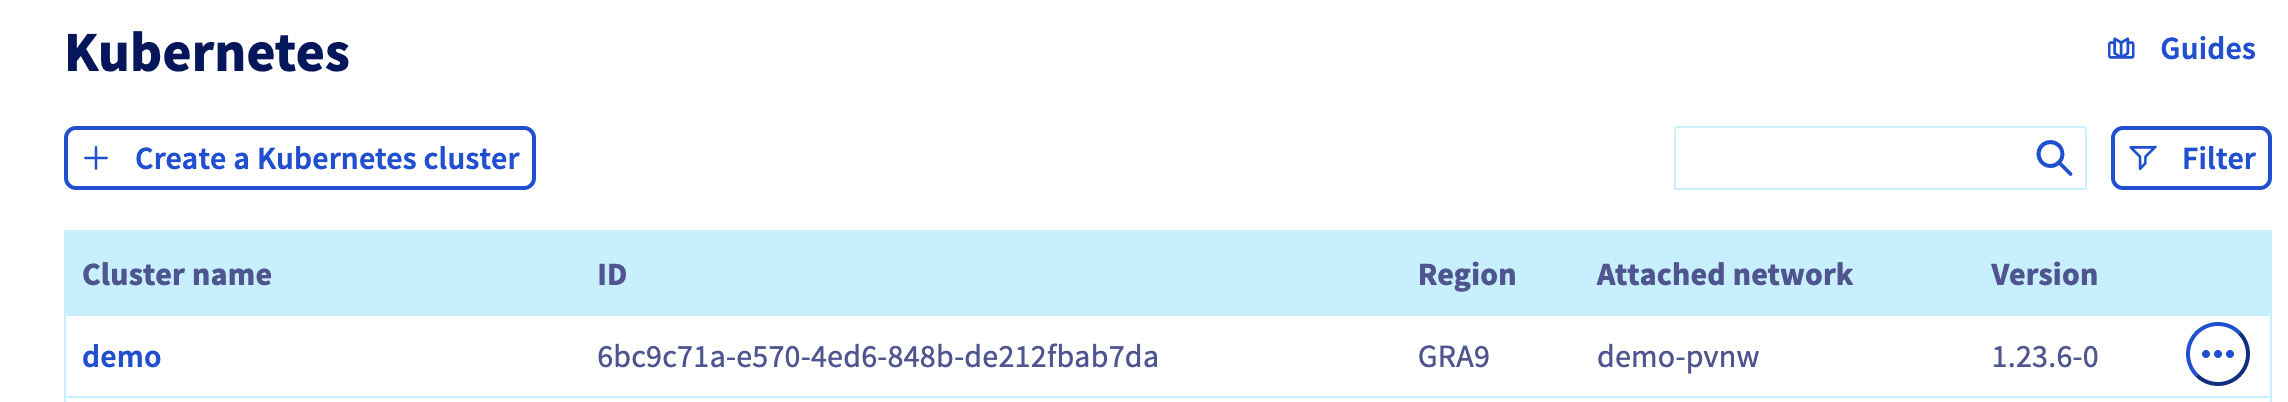 Kubernetes
Guides
Create a Kubernetes cluster
Filter
Cluster name ID Region Attached network Version
demo 6bc9c71a-e570-4ed6-848b-de212fbab7da GRA9 demo-pvnw 1.23.6-0